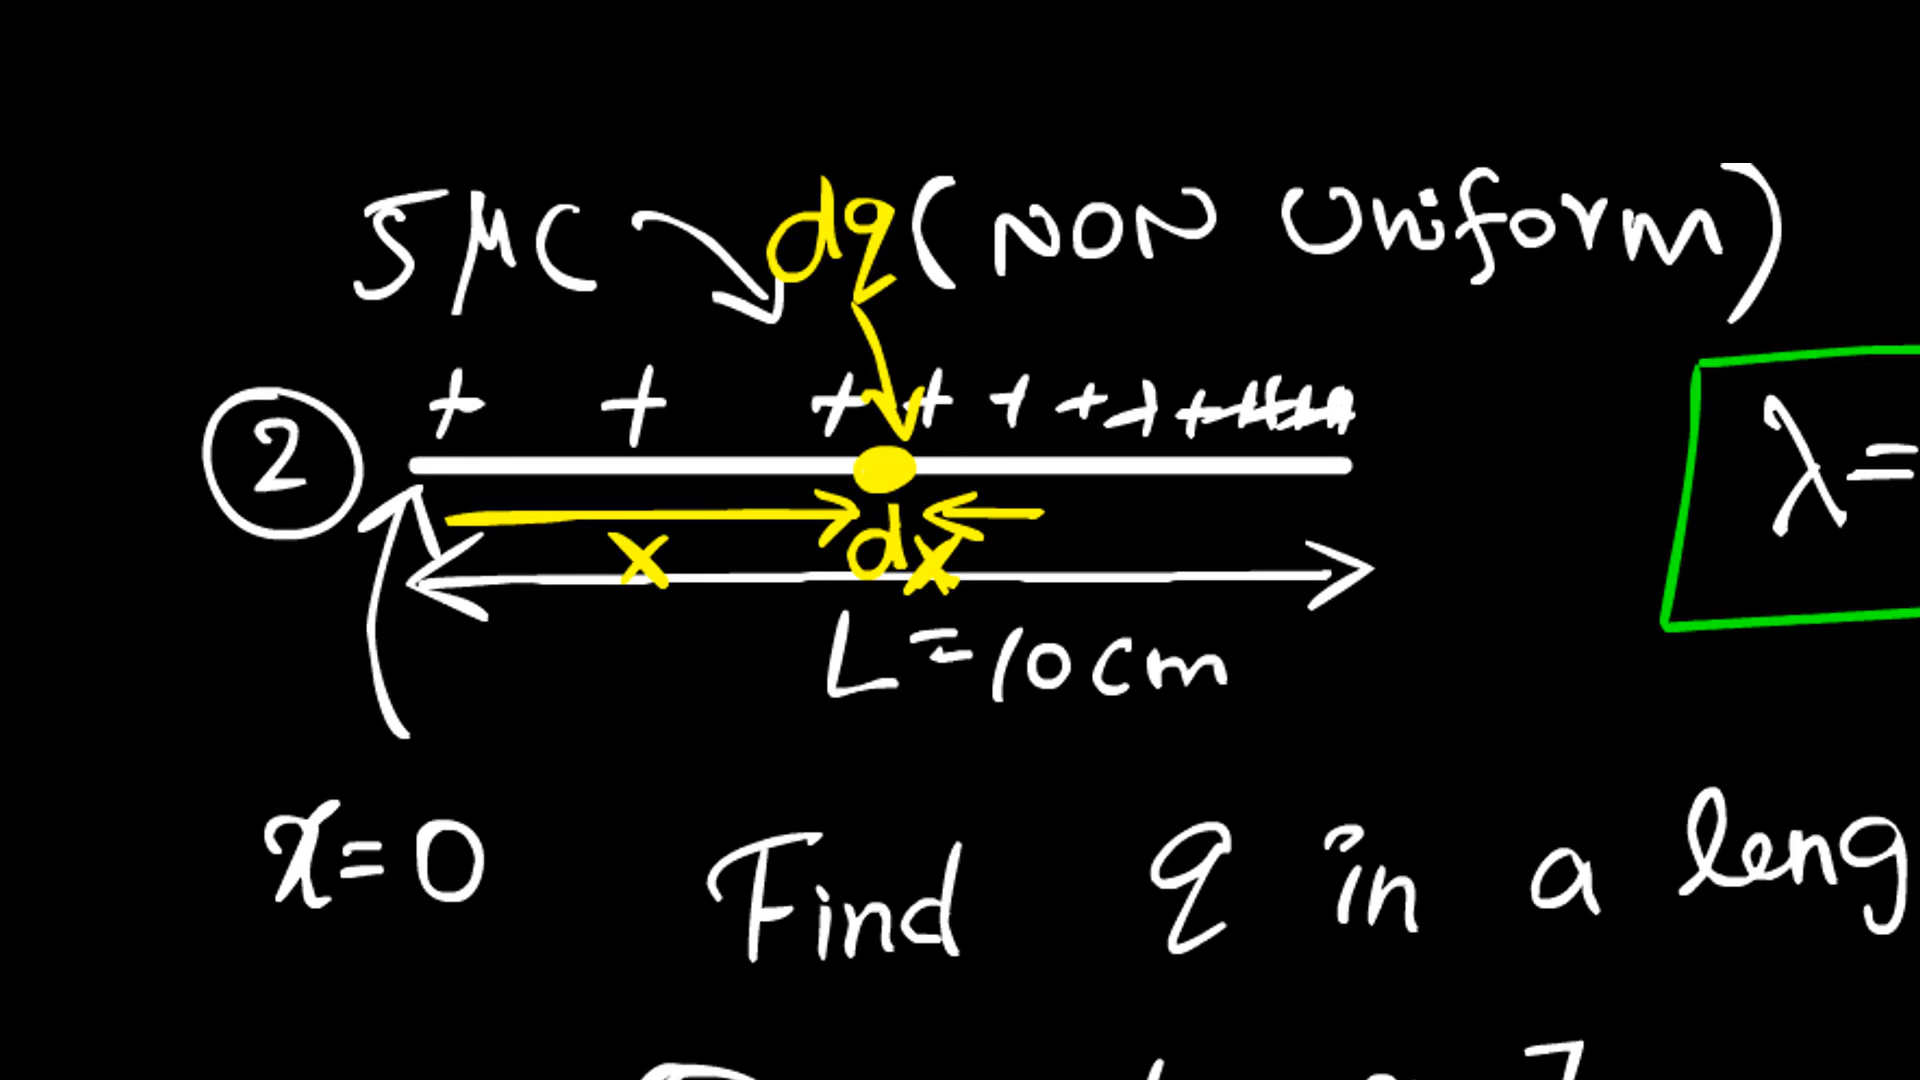 5μC dq (NON Uniform)
+ + + + + + + +
2
λ=
x dx
L=10cm
x=0
Find q in a leng